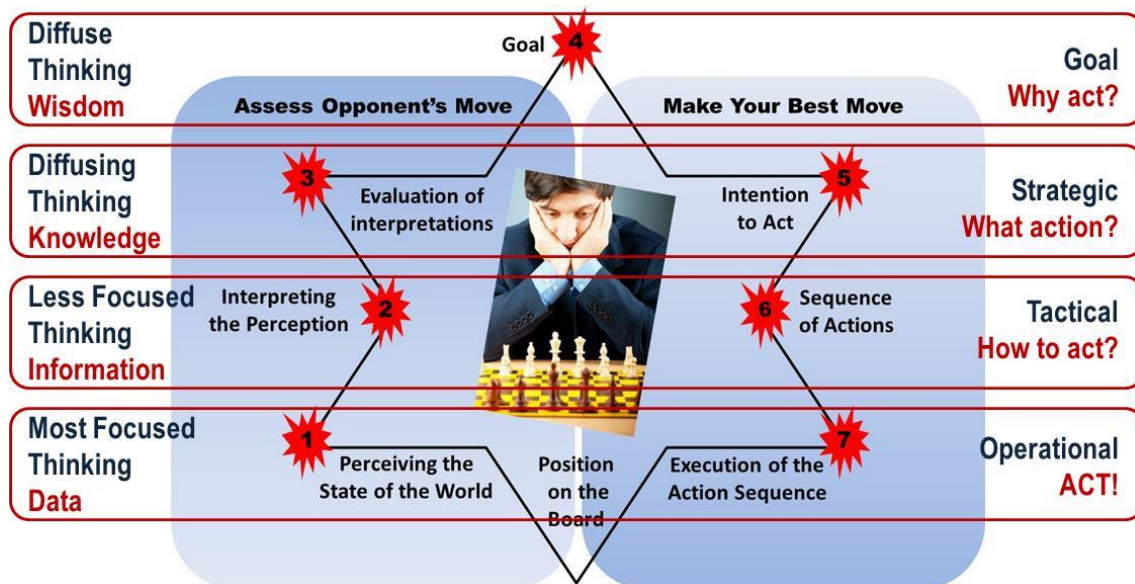 Diffuse
Thinking
Wisdom
Goal
4
Goal
Why act?
Assess Opponent's Move
Make Your Best Move
Diffusing
Thinking
Knowledge
3
Evaluation of
interpretations
Intention
to Act
5
Strategic
What action?
Less Focused
Thinking
Information
Interpreting
the Perception
2
6
Sequence
of Actions
Tactical
How to act?
Most Focused
Thinking
Data
1
Perceiving the
State of the World
Position
on the
Board
Execution of the
Action Sequence
7
Operational
ACT!